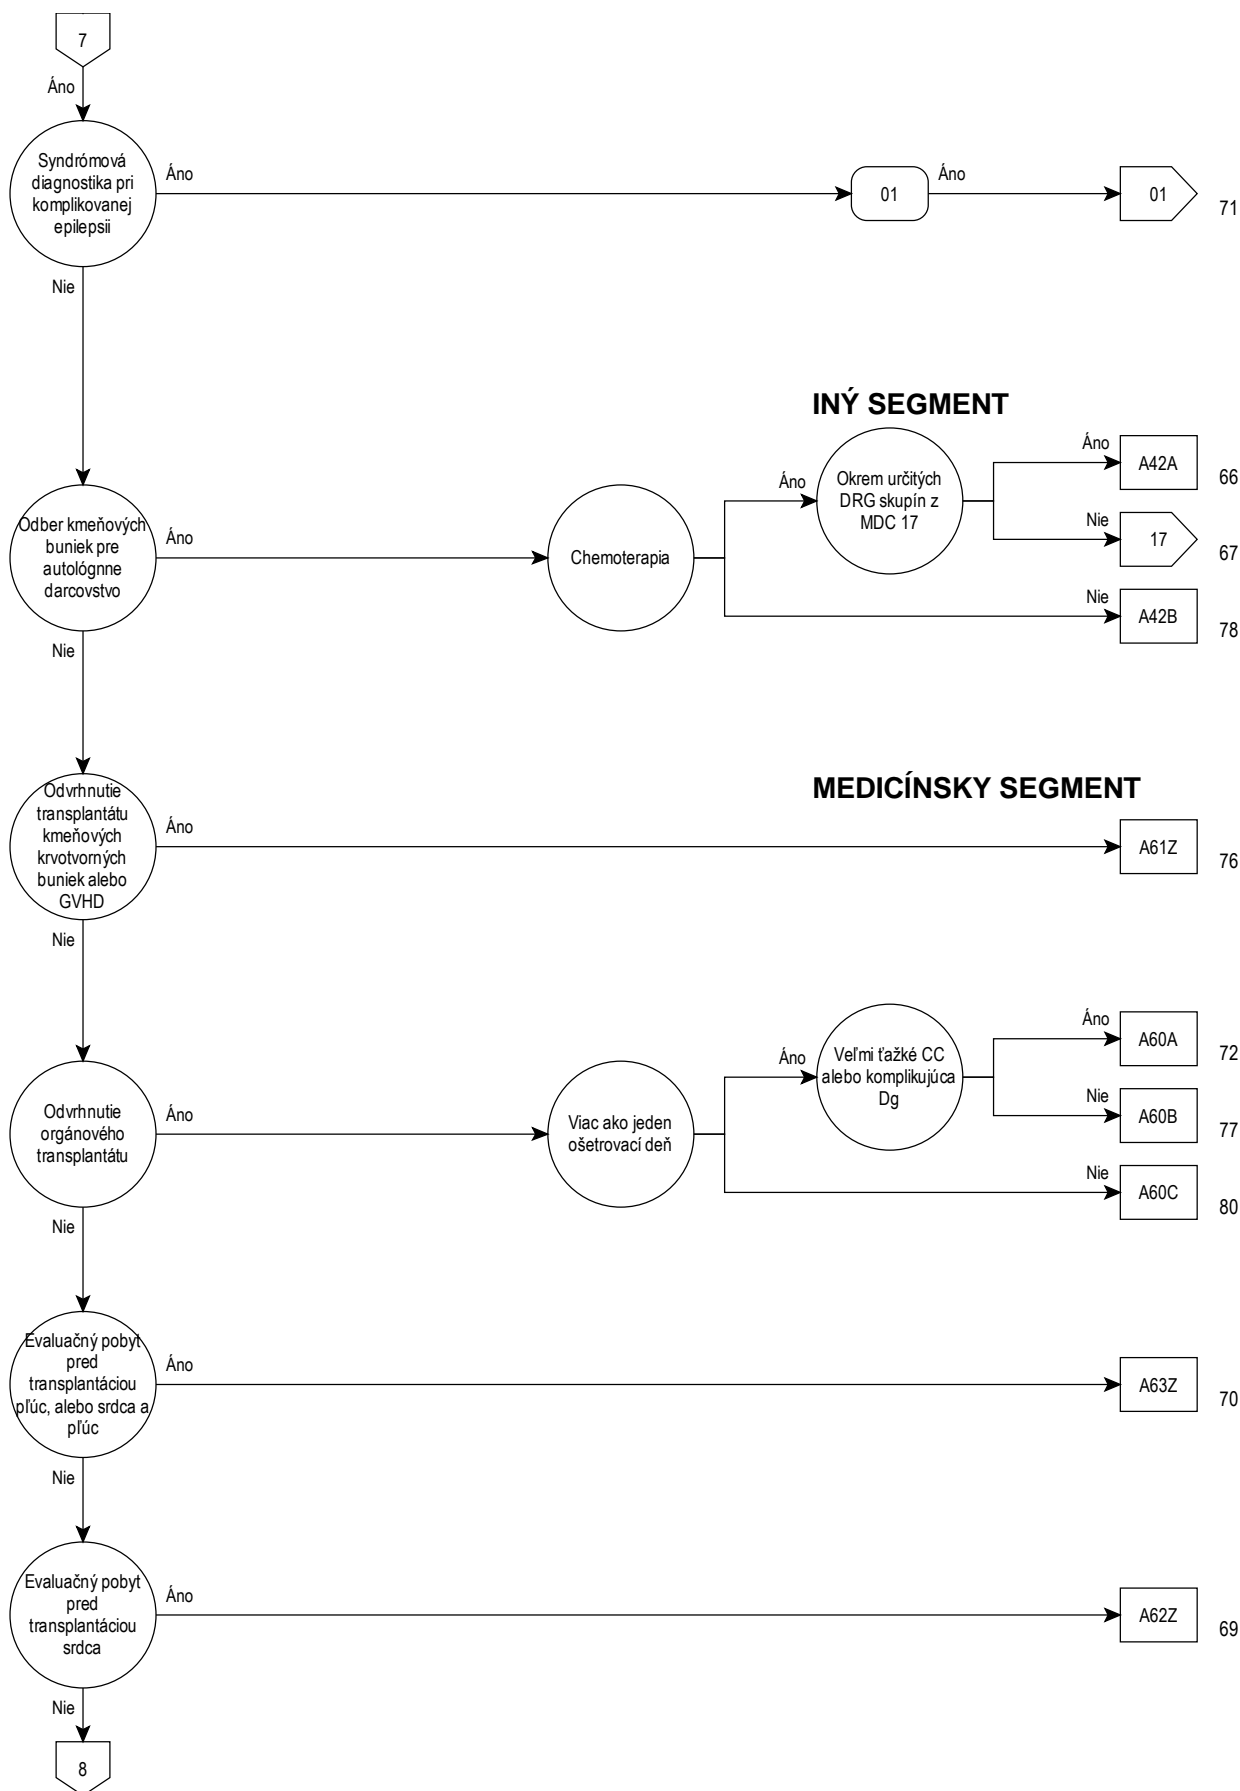 7
Áno
Syndrómová
diagnostika pri
komplikovanej
epilepsii
Áno
01
Áno
01
71
Nie
INÝ SEGMENT
Odber kmeňových
buniek pre
autológnne
darcovstvo
Áno
Chemoterapia
Áno
Okrem určitých
DRG skupín z
MDC 17
Áno
A42A
66
Nie
17
67
Nie
A42B
78
Nie
MEDICÍNSKY SEGMENT
Odvrhnutie
transplantátu
kmeňových
krvotvorných
buniek alebo
GVHD
Áno
A61Z
76
Nie
Odvrhnutie
orgánového
transplantátu
Áno
Viac ako jeden
ošetrovací deň
Áno
Veľmi ťažké CC
alebo komplikujúca
Dg
Áno
A60A
72
Nie
A60B
77
Nie
A60C
80
Nie
Evaluačný pobyt
pred
transplantáciou
pľúc, alebo srdca a
pľúc
Áno
A63Z
70
Nie
Evaluačný pobyt
pred
transplantáciou
srdca
Áno
A62Z
69
Nie
8